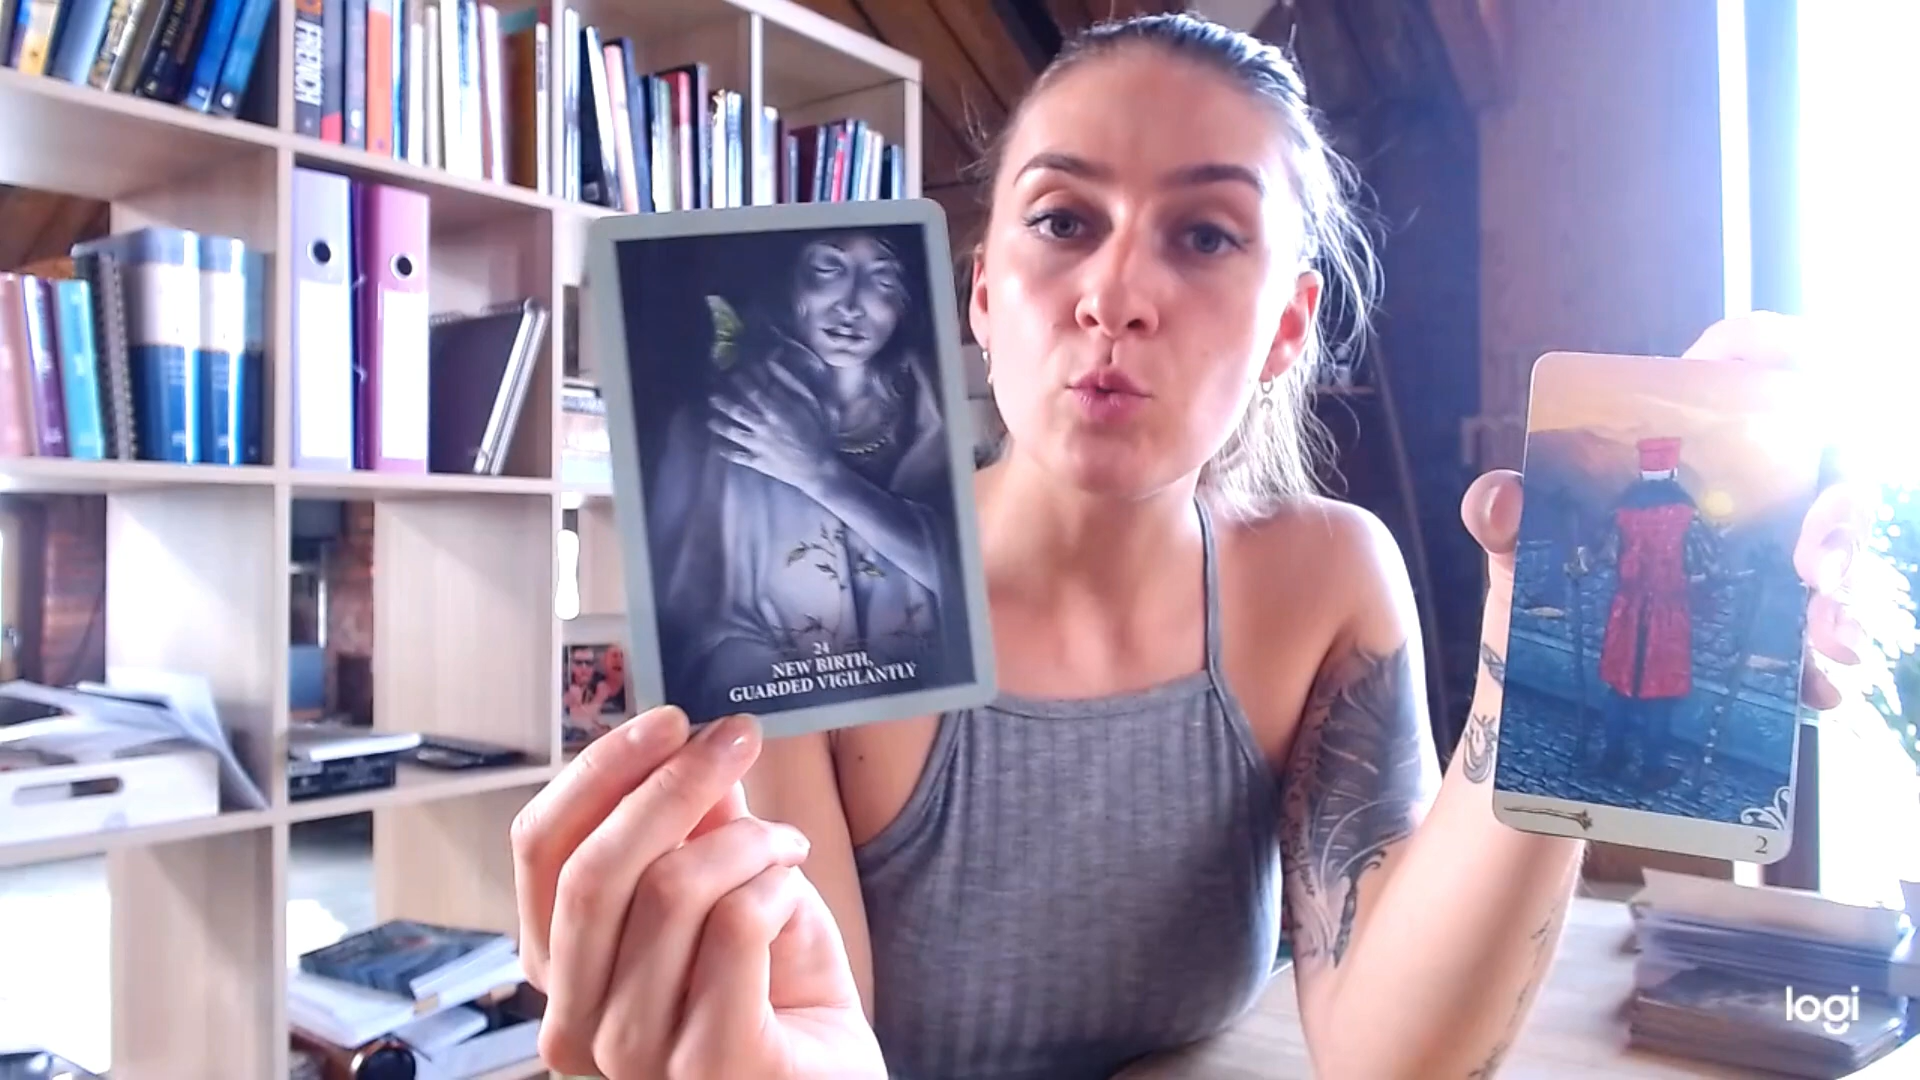 FRENCH
24
NEW BIRTH,
GUARDED VIGILANTLY
2
logi